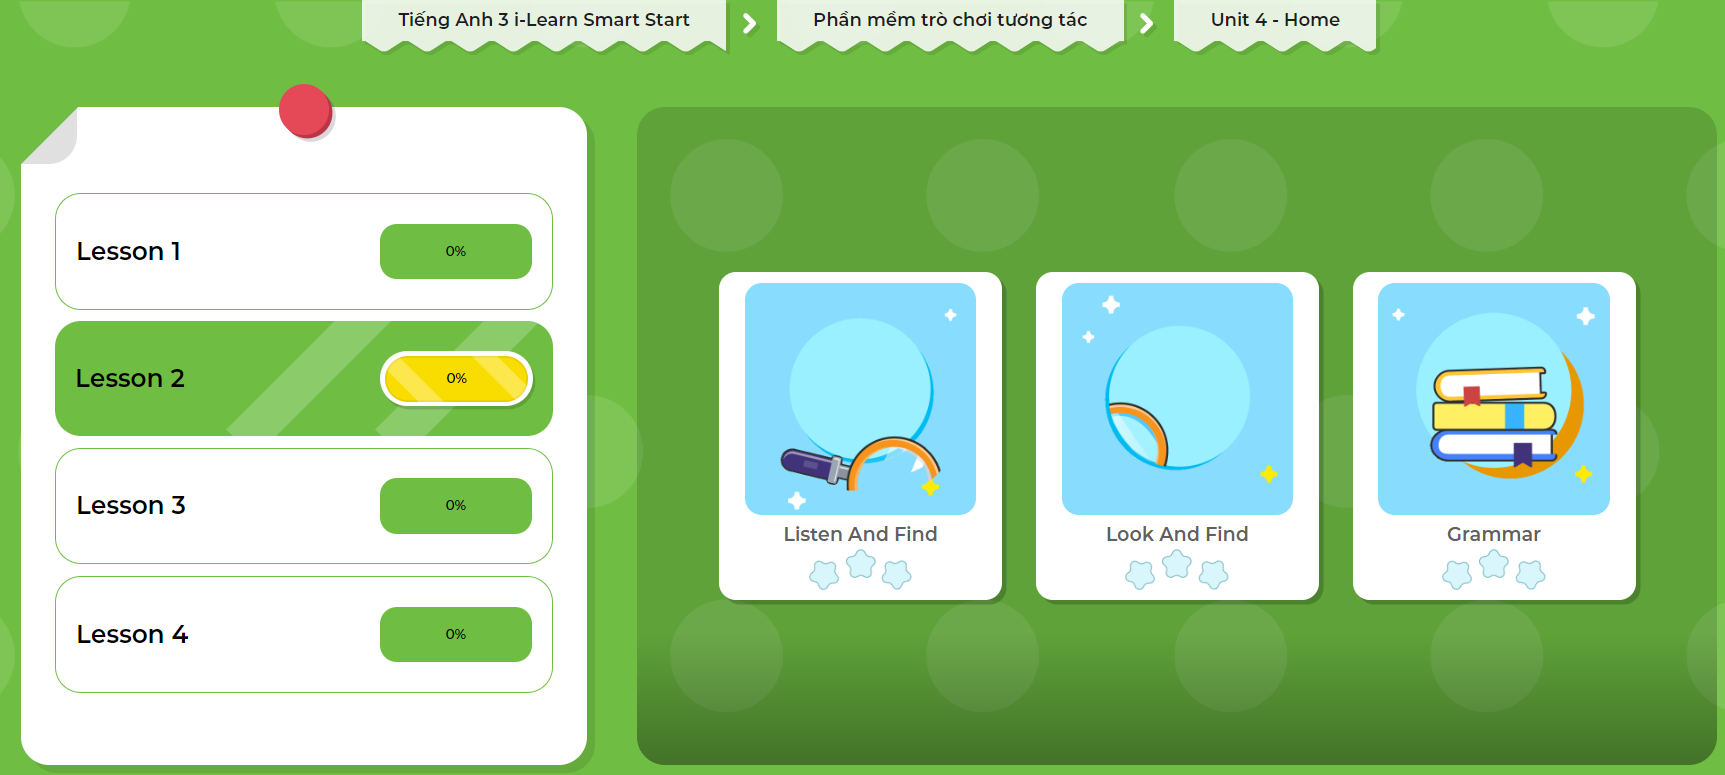 Tiếng Anh 3 i-Learn Smart Start
Phần mềm trò chơi tương tác
Unit 4 - Home
Lesson 1
0%
Lesson 2
0%
Lesson 3
0%
Lesson 4
0%
Listen And Find
Look And Find
Grammar